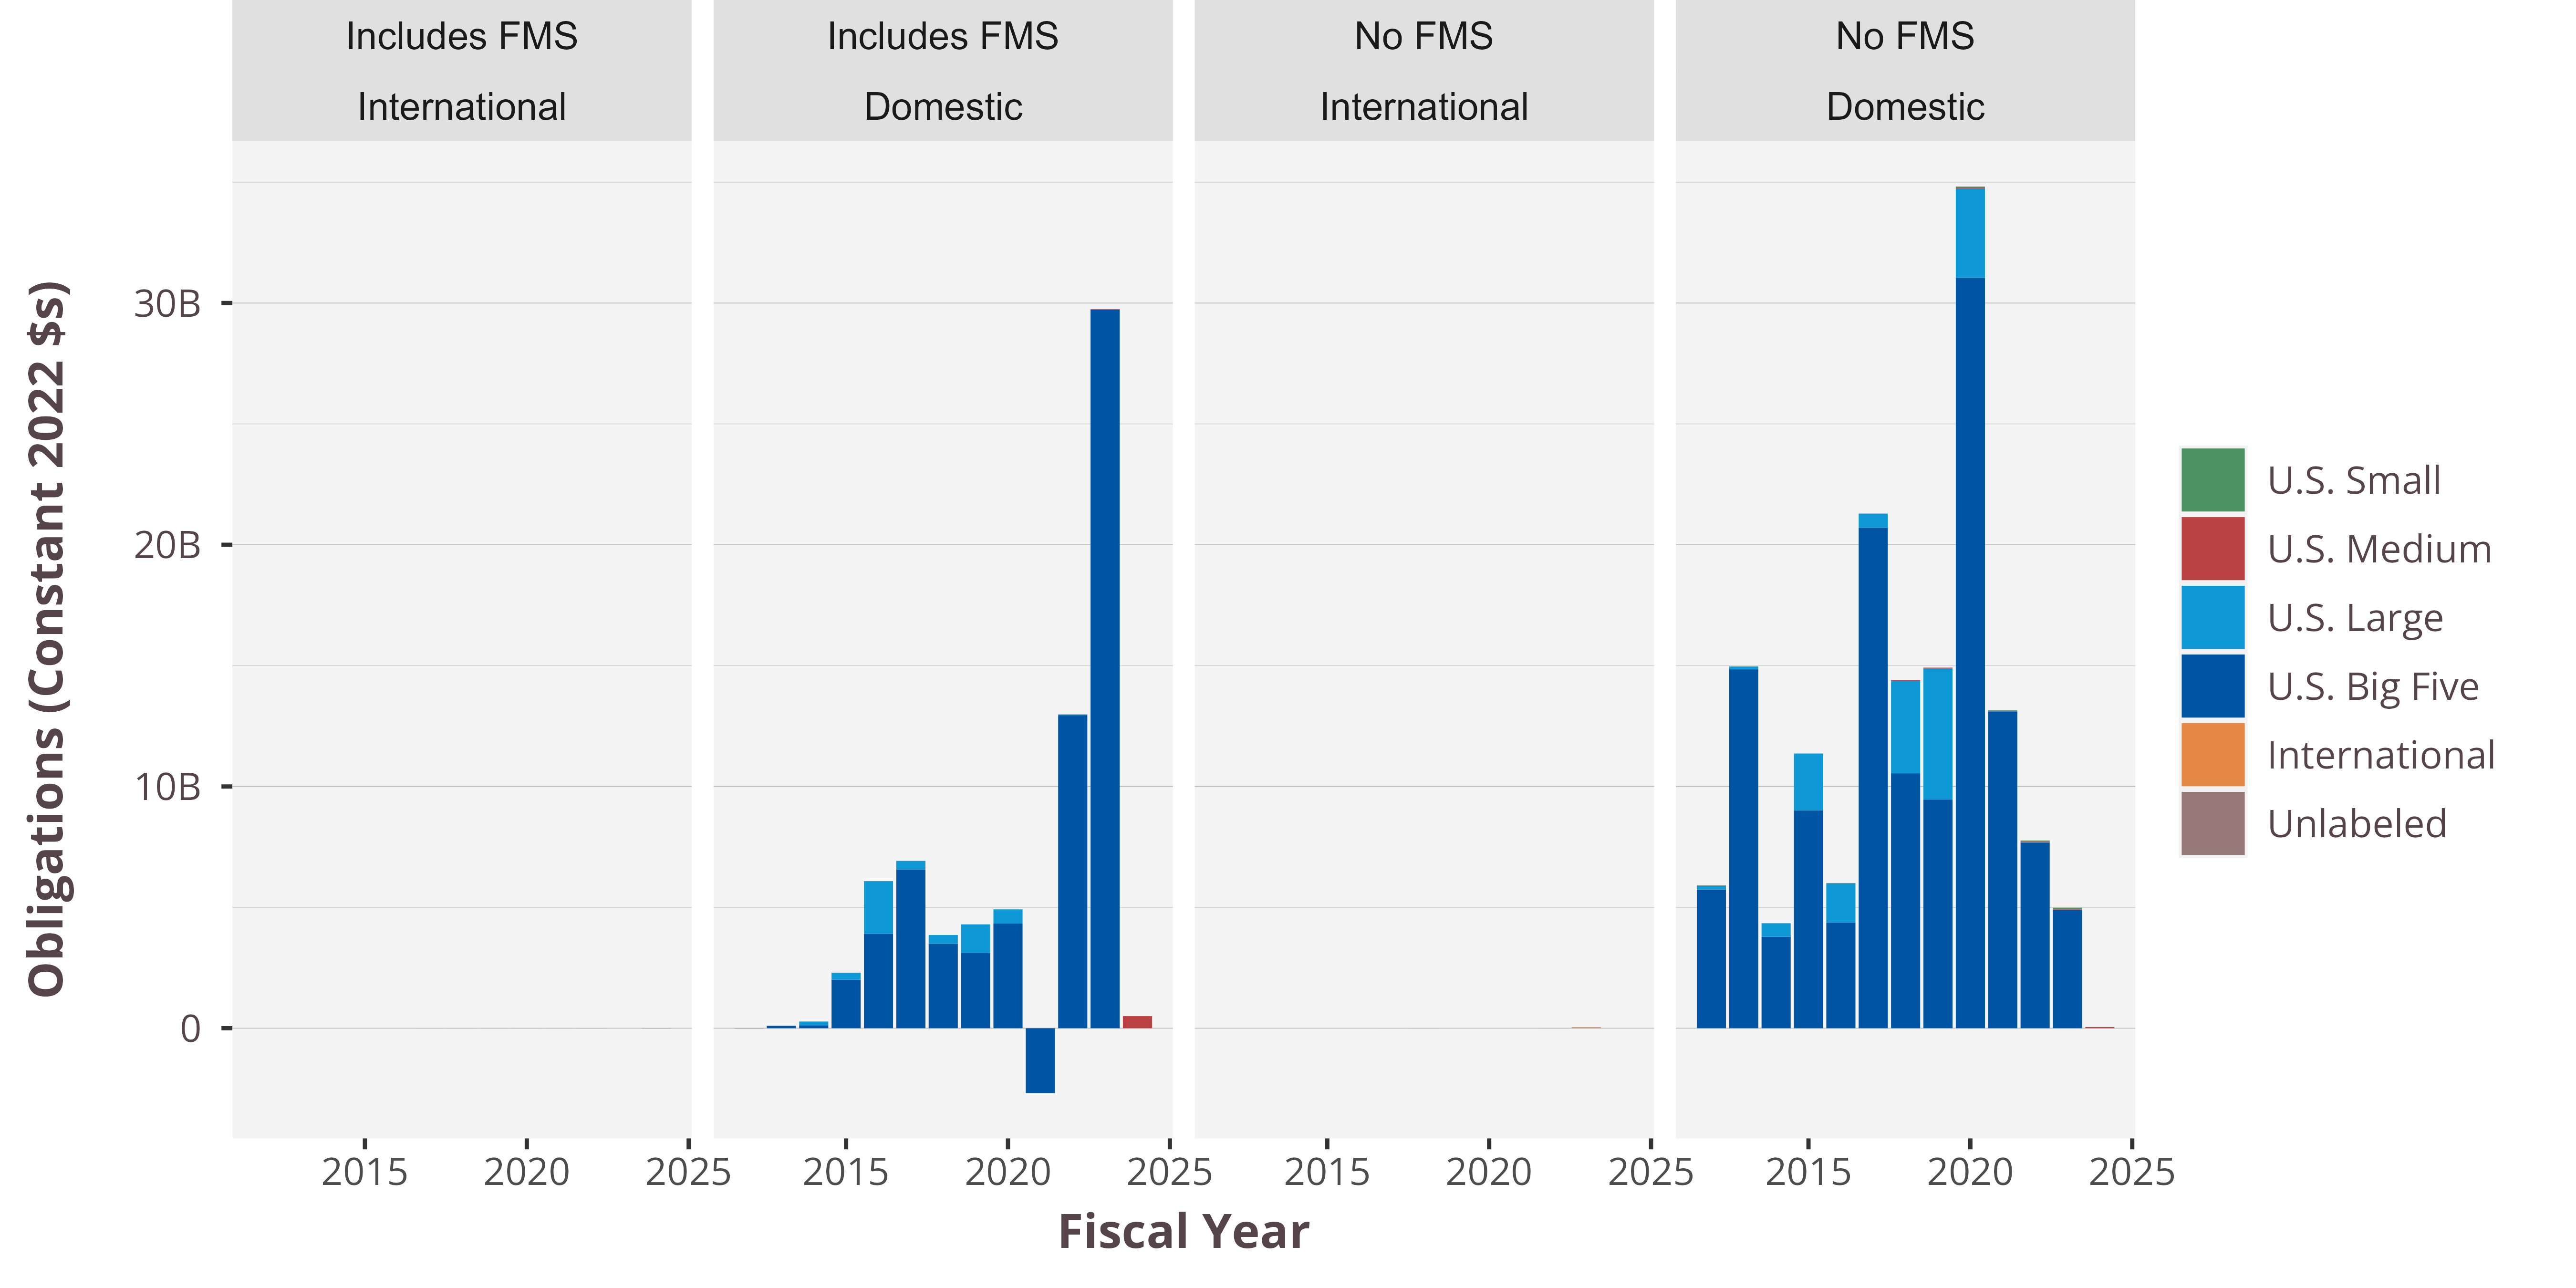 Includes FMS
International
Includes FMS
Domestic
No FMS
International
No FMS
Domestic
Obligations (Constant 2022 $s)
30B
20B
10B
0
2015 2020 2025
2015 2020 2025
2015 2020 2025
2015 2020 2025
Fiscal Year
U.S. Small
U.S. Medium
U.S. Large
U.S. Big Five
International
Unlabeled